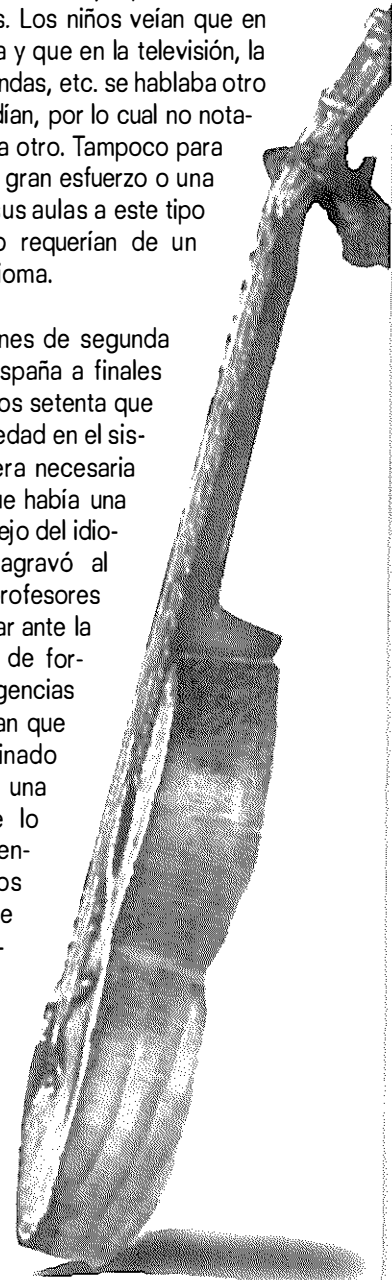 s. Los niños veían que en
a y que en la televisión, la
ndas, etc. se hablaba otro
dían, por lo cual no nota-
a otro. Tampoco para
gran esfuerzo o una
sus aulas a este tipo
o requerían de un
ioma.
nes de segunda
spaña a finales
os setenta que
edad en el sis-
era necesaria
ue había una
ejo del idio-
agravó al
rofesores
ar ante la
de for-
gencias
an que
inado
una
e lo
en-
os
e
-